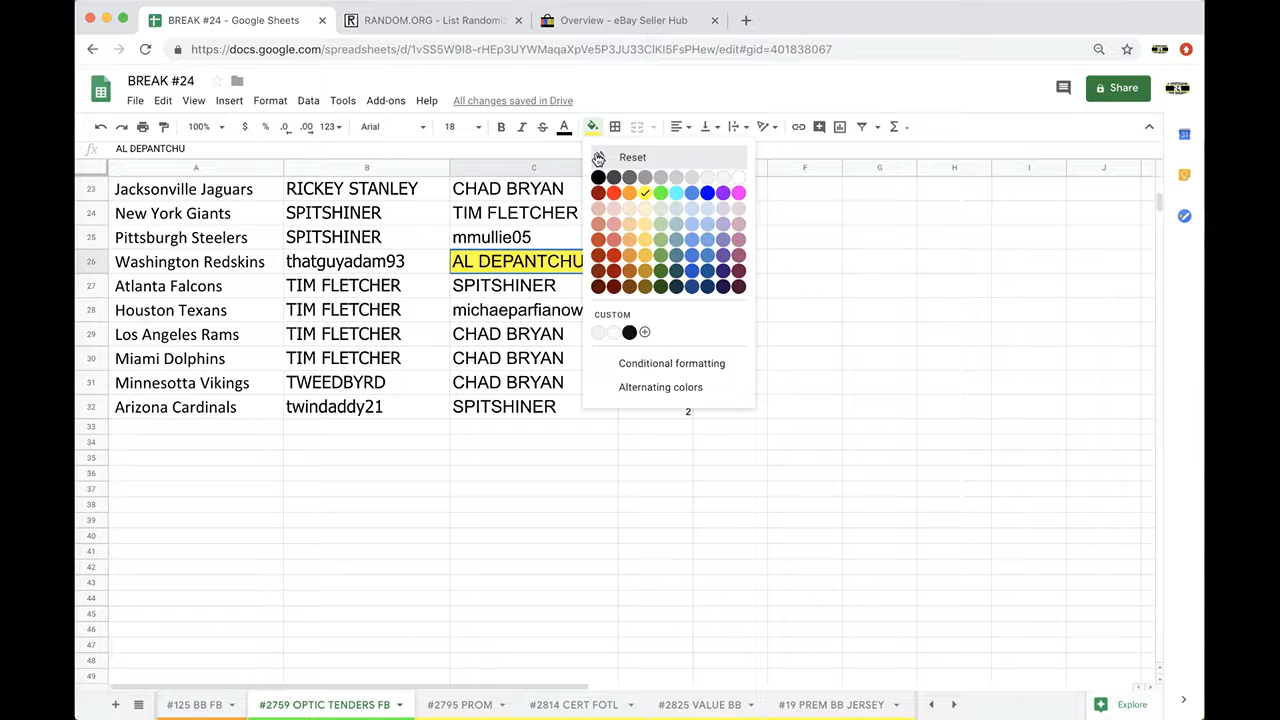 BREAK #24 - Google Sheets × RANDOM.ORG - List Randomi × Overview - eBay Seller Hub × +
https://docs.google.com/spreadsheets/d/1vSS5W9I8-rHEp3UYWMaqaXpVe5P3JU33CIKI5FsPHew/edit#gid=401838067
BREAK #24
File Edit View Insert Format Data Tools Add-ons Help All changes saved in Drive
Share
100% $ % .0 .00 123 Arial 18 B I S A Σ
fx AL DEPANTCHU
A B C F G H I J
Reset
23 Jacksonville Jaguars RICKEY STANLEY CHAD BRYAN
24 New York Giants SPITSHINER TIM FLETCHER
25 Pittsburgh Steelers SPITSHINER mmullie05
26 Washington Redskins thatguyadam93 AL DEPANTCHU
27 Atlanta Falcons TIM FLETCHER SPITSHINER
28 Houston Texans TIM FLETCHER michaeparfianow
CUSTOM
29 Los Angeles Rams TIM FLETCHER CHAD BRYAN
30 Miami Dolphins TIM FLETCHER CHAD BRYAN
Conditional formatting
31 Minnesotta Vikings TWEEDBYRD CHAD BRYAN
Alternating colors
32 Arizona Cardinals twindaddy21 SPITSHINER 2
33
34
35
36
37
38
39
40
41
42
43
44
45
46
47
48
49
+ #125 BB FB #2759 OPTIC TENDERS FB #2795 PROM #2814 CERT FOTL #2825 VALUE BB #19 PREM BB JERSEY Explore